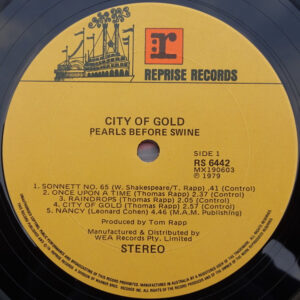 r
REPRISE RECORDS
CITY OF GOLD
PEARLS BEFORE SWINE
SIDE 1
RS 6442
MX190603
℗ 1979
1. SONNETT NO. 65 (W. Shakespeare/T. Rapp) .41 (Control)
2. ONCE UPON A TIME (Thomas Rapp) 2.37 (Control)
3. RAINDROPS (Thomas Rapp) 2.05 (Control)
4. CITY OF GOLD (Thomas Rapp) 2.57 (Control)
5. NANCY (Leonard Cohen) 4.46 (M.A.M. Publishing)
Produced by Tom Rapp
Manufactured & Distributed by
WEA Records Pty. Limited
STEREO